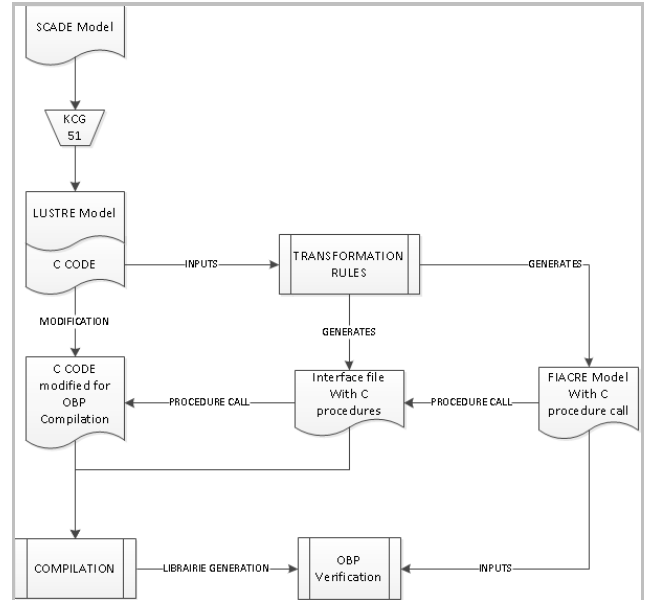 SCADE Model
KCG
51
LUSTRE Model
C CODE
INPUTS
TRANSFORMATION
RULES
GENERATES
MODIFICATION
GENERATES
C CODE
modified for
OBP
Compilation
PROCEDURE CALL
Interface file
With C
procedures
PROCEDURE CALL
FIACRE Model
With C
procedure call
COMPILATION
LIBRAIRIE GENERATION
OBP
Verification
INPUTS